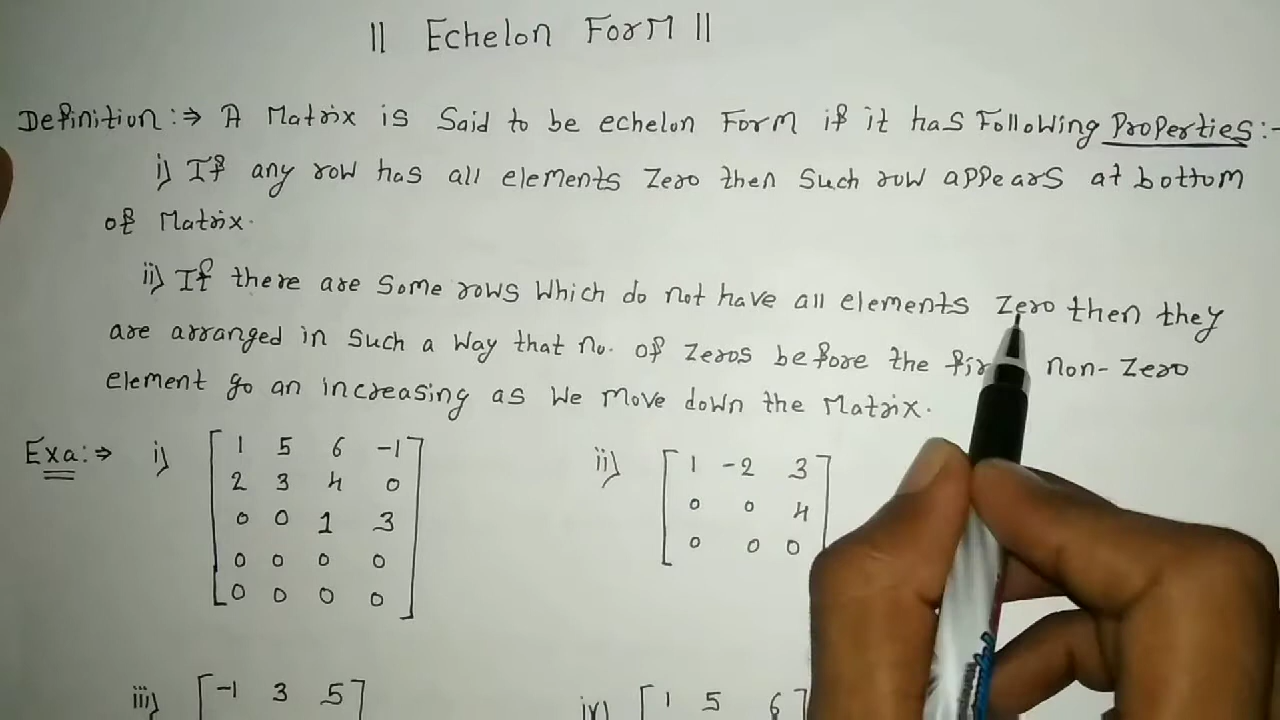 || Echelon Form ||
Definition :⇒ A Matrix is Said to be echelon Form if it has Following Properties :-
i) If any row has all elements Zero then Such row appears at bottom
of Matrix.
ii) If there are Some rows Which do not have all elements Zero then they
are arranged in Such a Way that no. of Zeros before the non-Zero
element go an increasing as We Move down the Matrix.
Exa :⇒ i) 1 5 6 -1 ii) 1 -2 3
2 3 4 0 0 0 4
0 0 1 3 0 0 0
0 0 0 0
0 0 0 0
iii) -1 3 5 iv) 1 5 6